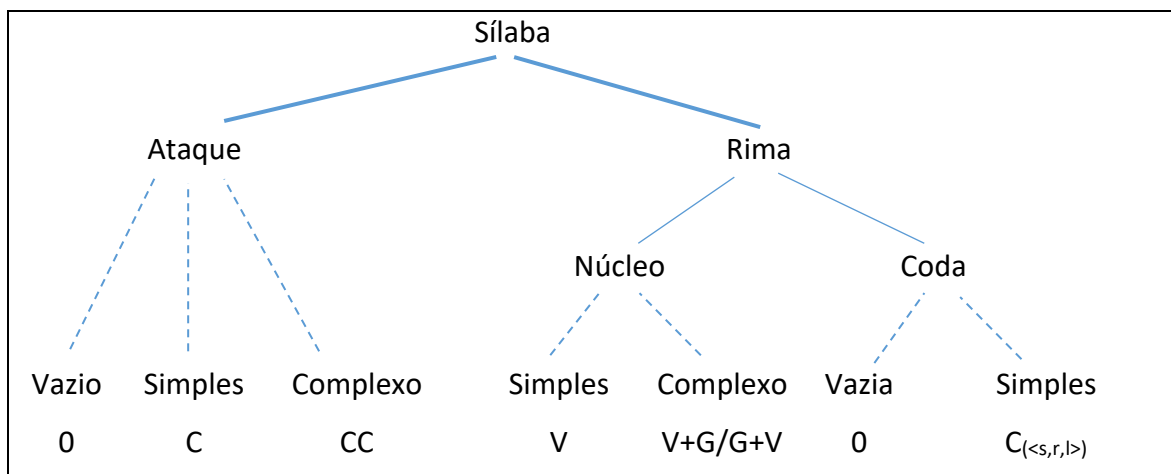 Sílaba
Ataque Rima
Núcleo Coda
Vazio Simples Complexo Simples Complexo Vazia Simples
0 C CC V V+G/G+V 0 C(<s,r,l>)